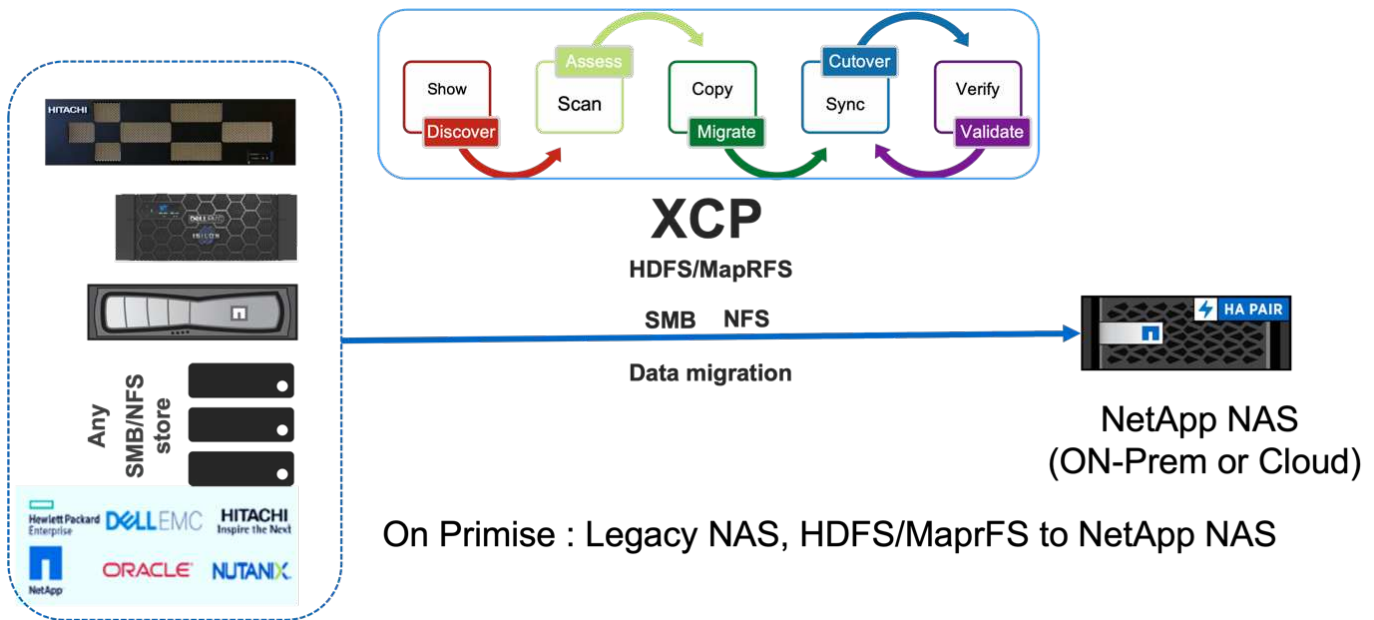 HITACHI
DELL EMC
ISILON
Any
SMB/NFS
store
Hewlett Packard
Enterprise
DELLEMC
HITACHI
Inspire the Next
NetApp
ORACLE
NUTANIX
Show
Discover
Assess
Scan
Copy
Migrate
Cutover
Sync
Verify
Validate
XCP
HDFS/MapRFS
SMB NFS
Data migration
HA PAIR
NetApp NAS
(ON-Prem or Cloud)
On Primise : Legacy NAS, HDFS/MaprFS to NetApp NAS